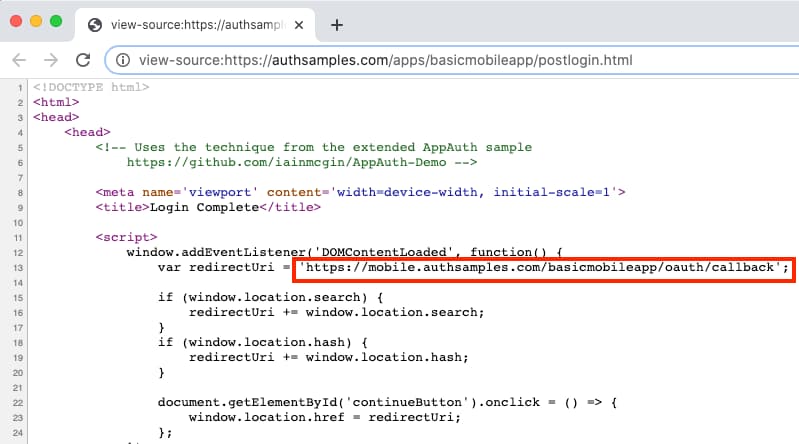 view-source:https://authsampl
view-source:https://authsamples.com/apps/basicmobileapp/postlogin.html
1 <!DOCTYPE html>
2 <html>
3 <head>
4 <head>
5 <!-- Uses the technique from the extended AppAuth sample
6 https://github.com/iainmcgin/AppAuth-Demo -->
7
8 <meta name='viewport' content='width=device-width, initial-scale=1'>
9 <title>Login Complete</title>
10
11 <script>
12 window.addEventListener('DOMContentLoaded', function() {
13 var redirectUri = 'https://mobile.authsamples.com/basicmobileapp/oauth/callback';
14
15 if (window.location.search) {
16 redirectUri += window.location.search;
17 }
18 if (window.location.hash) {
19 redirectUri += window.location.hash;
20 }
21
22 document.getElementById('continueButton').onclick = () => {
23 window.location.href = redirectUri;
24 };